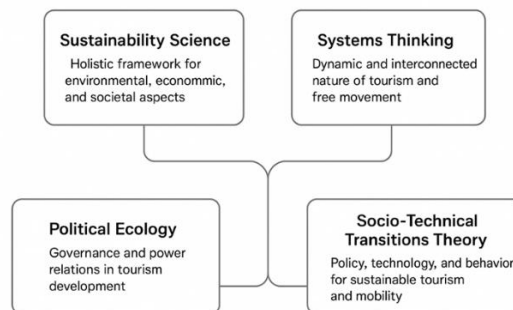 Sustainability Science
Holistic framework for
environmental, econommic,
and societal aspects
Systems Thinking
Dynamic and interconnected
nature of tourism and
free movement
Political Ecology
Governance and power
relations in tourism
development
Socio-Technical
Transitions Theory
Policy, technology, and behavior
for sustainable tourism
and mobility